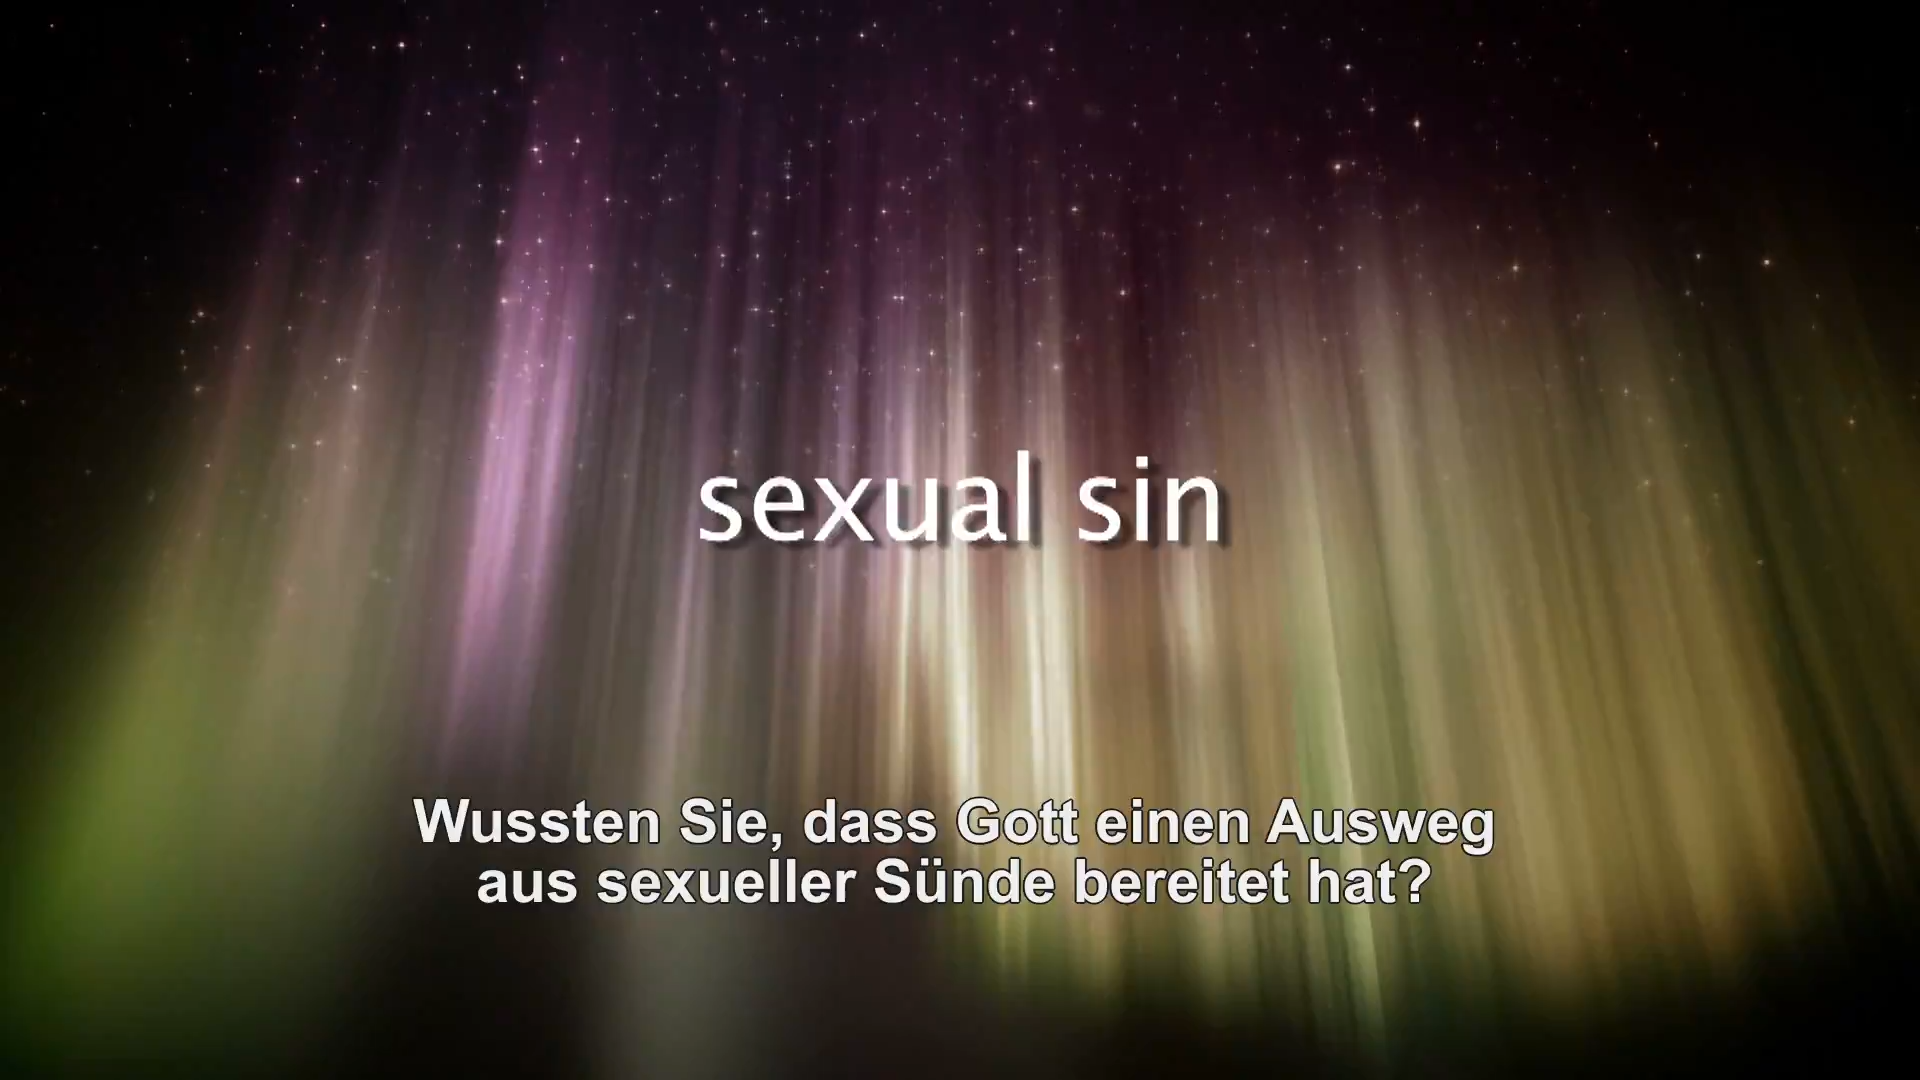 sexual sin
Wussten Sie, dass Gott einen Ausweg
aus sexueller Sünde bereitet hat?